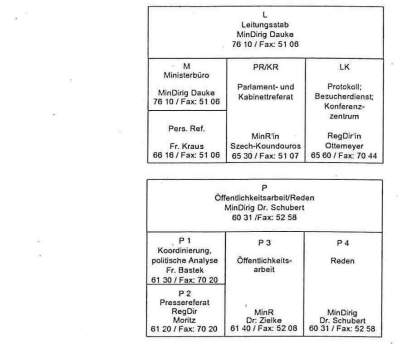 L
Leitungsstab
MinDirig Dauke
76 10 / Fax: 51 06
M
Ministerbüro
MinDirig Dauke
76 10 / Fax: 51 06
Pers. Ref.
Fr. Kraus
66 16 / Fax: 51 06
PR/KR
Parlament- und
Kabinettreferat
MinR'in
Szech-Koundouros
65 30 / Fax: 51 07
LK
Protokoll;
Besucherdienst;
Konferenz-
zentrum
RegDir'in
Ottemeyer
65 60 / Fax: 70 44
P
Öffentlichkeitsarbeit/Reden
MinDirig Dr. Schubert
60 31 /Fax: 52 58
P 1
Koordinierung,
politische Analyse
Fr. Bastek
61 30 / Fax: 70 20
P 2
Pressereferat
RegDir
Moritz
61 20 / Fax: 70 20
P 3
Öffentlichkeits-
arbeit
MinR
Dr. Zielke
61 40 / Fax: 52 08
P 4
Reden
MinDirig
Dr. Schubert
60 31 / Fax: 52 58